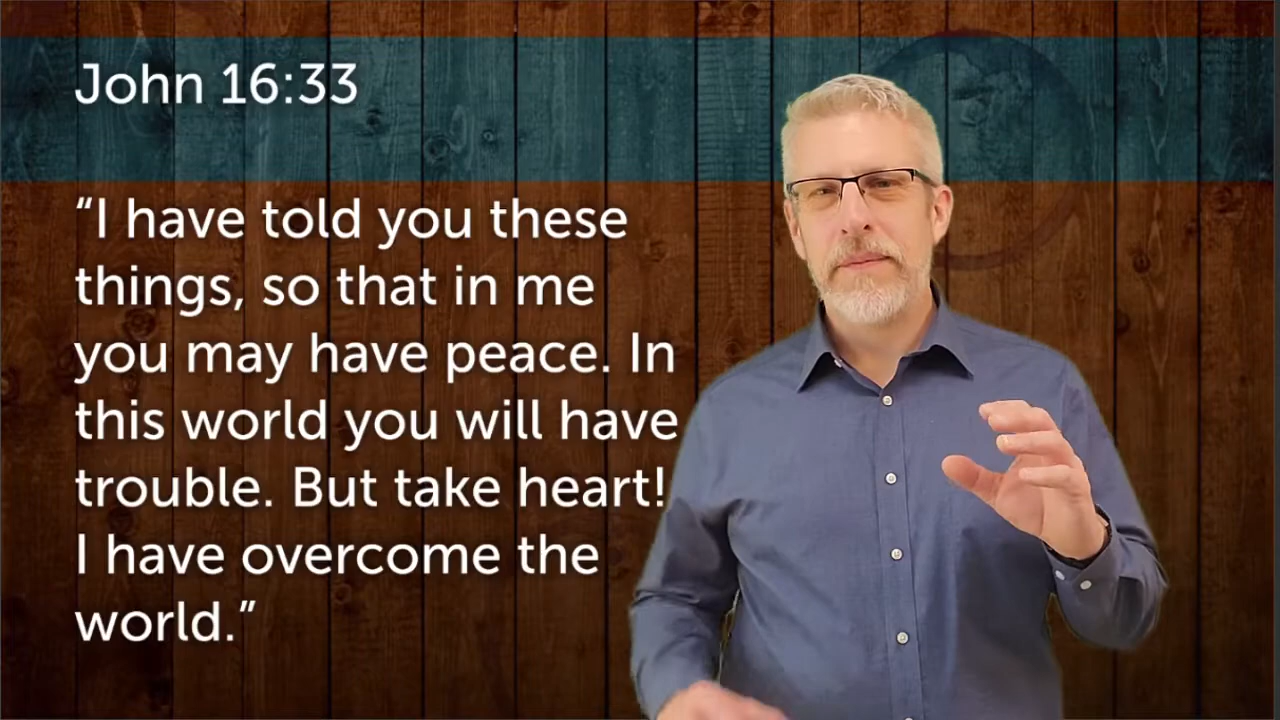 John 16:33
“I have told you these
things, so that in me
you may have peace. In
this world you will have
trouble. But take heart!
I have overcome the
world.”